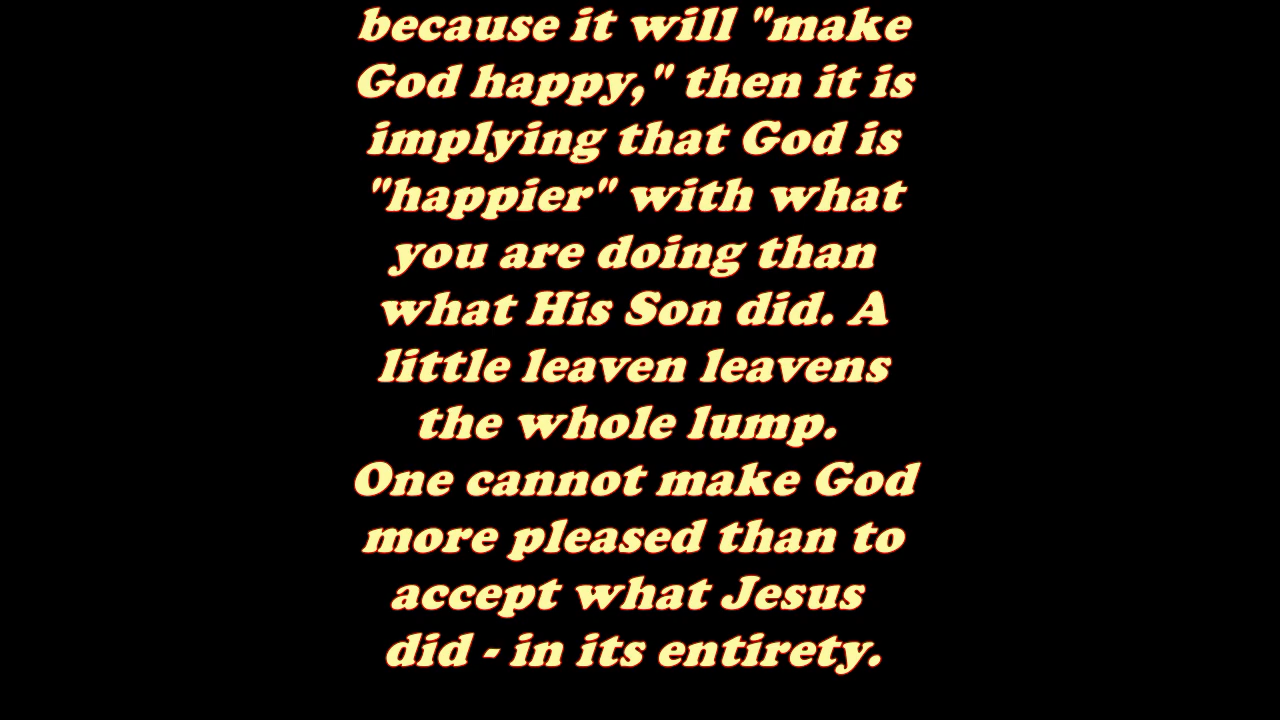 because it will "make
God happy," then it is
implying that God is
"happier" with what
you are doing than
what His Son did. A
little leaven leavens
the whole lump.
One cannot make God
more pleased than to
accept what Jesus
did - in its entirety.